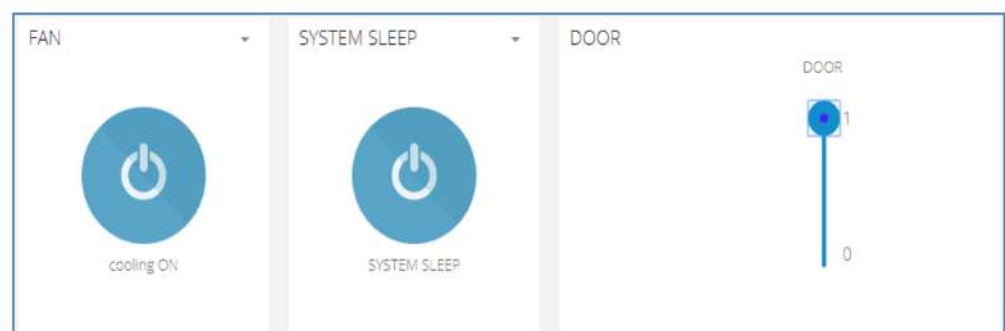 FAN
cooling ON
SYSTEM SLEEP
SYSTEM SLEEP
DOOR
DOOR
1
0